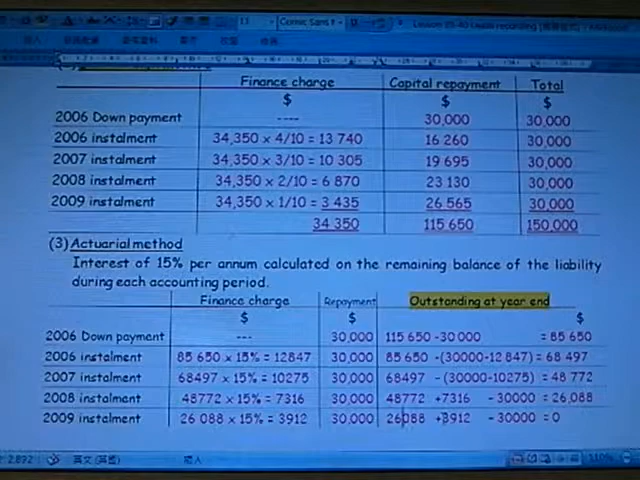 Finance charge Capital repayment Total
$ $ $
2006 Down payment ---- 30,000 30,000
2006 instalment 34,350 x 4/10 = 13 740 16 260 30,000
2007 instalment 34,350 x 3/10 = 10 305 19 695 30,000
2008 instalment 34,350 x 2/10 = 6 870 23 130 30,000
2009 instalment 34,350 x 1/10 = 3 435 26 565 30,000
34 350 115 650 150,000
(3) Actuarial method
Interest of 15% per annum calculated on the remaining balance of the liability
during each accounting period.
Finance charge Repayment Outstanding at year end
$ $ $
2006 Down payment --- 30,000 115 650 -30 000 = 85 650
2006 instalment 85 650 x 15% = 12847 30,000 85 650 -(30000-12 847) = 68 497
2007 instalment 68497 x 15% = 10275 30,000 68497 - (30000-10275) = 48 772
2008 instalment 48772 x 15% = 7316 30,000 48772 +7316 - 30000 = 26,088
2009 instalment 26 088 x 15% = 3912 30,000 26088 +3912 - 30000 = 0